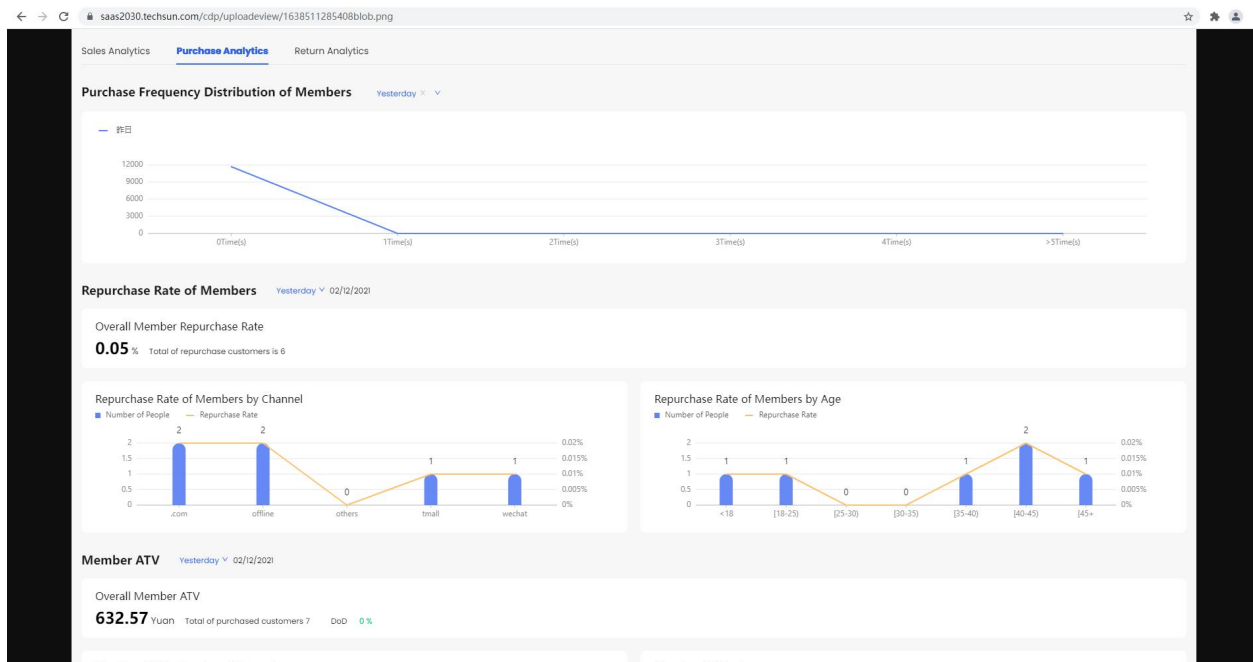 saas2030.techsun.com/cdp/uploadeview/1638511285408blob.png
Sales Analytics Purchase Analytics Return Analytics
Purchase Frequency Distribution of Members Yesterday
昨日
12000
9000
6000
3000
0
0Time(s) 1Time(s) 2Time(s) 3Time(s) 4Time(s) >5Time(s)
Repurchase Rate of Members Yesterday 02/12/2021
Overall Member Repurchase Rate
0.05 % Total of repurchase customers is 6
Repurchase Rate of Members by Channel
Number of People Repurchase Rate
2 2 0 1 1
2 0.02%
1.5 0.015%
1 0.01%
0.5 0.005%
0 0%
.com offline others tmall wechat
Repurchase Rate of Members by Age
Number of People Repurchase Rate
1 1 0 0 1 2 1
2 0.02%
1.5 0.015%
1 0.01%
0.5 0.005%
0 0%
<18 [18-25) [25-30) [30-35) [35-40) [40-45) [45+
Member ATV Yesterday 02/12/2021
Overall Member ATV
632.57 Yuan Total of purchased customers 7 DoD 0 %